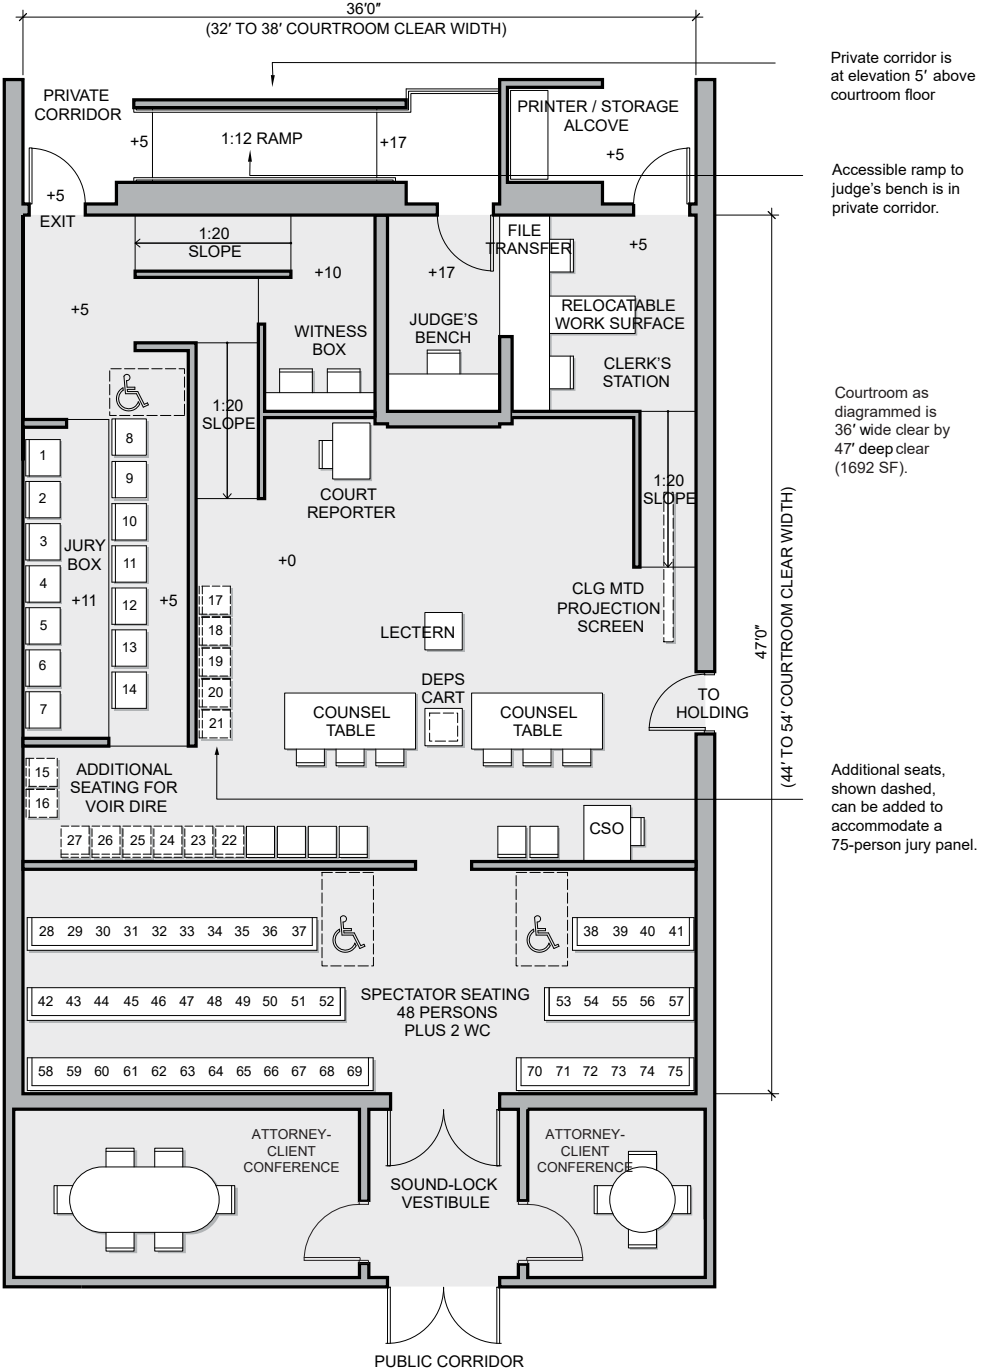 36′0″
(32′ TO 38′ COURTROOM CLEAR WIDTH)
Private corridor is
at elevation 5′ above
courtroom floor
PRIVATE
CORRIDOR
PRINTER / STORAGE
ALCOVE
+5
1:12 RAMP
+17
+5
Accessible ramp to
judge's bench is in
private corridor.
+5
EXIT
1:20
SLOPE
FILE
TRANSFER
+5
+10
+17
+5
RELOCATABLE
WORK SURFACE
WITNESS
BOX
JUDGE'S
BENCH
CLERK'S
STATION
Courtroom as
diagrammed is
36′ wide clear by
47′ deep clear
(1692 SF).
1:20
SLOPE
1:20
SLOPE
COURT
REPORTER
1
2
3
4
5
6
7
8
9
10
11
12
13
14
JURY
BOX
+11
+5
+0
17
18
19
20
21
CLG MTD
PROJECTION
SCREEN
LECTERN
DEPS
CART
COUNSEL
TABLE
COUNSEL
TABLE
TO
HOLDING
47′0″
(44′ TO 54′ COURTROOM CLEAR WIDTH)
15
16
ADDITIONAL
SEATING FOR
VOIR DIRE
Additional seats,
shown dashed,
can be added to
accommodate a
75-person jury panel.
27 26 25 24 23 22
CSO
28 29 30 31 32 33 34 35 36 37
38 39 40 41
42 43 44 45 46 47 48 49 50 51 52
53 54 55 56 57
SPECTATOR SEATING
48 PERSONS
PLUS 2 WC
58 59 60 61 62 63 64 65 66 67 68 69
70 71 72 73 74 75
ATTORNEY-
CLIENT
CONFERENCE
ATTORNEY-
CLIENT
CONFERENCE
SOUND-LOCK
VESTIBULE
PUBLIC CORRIDOR